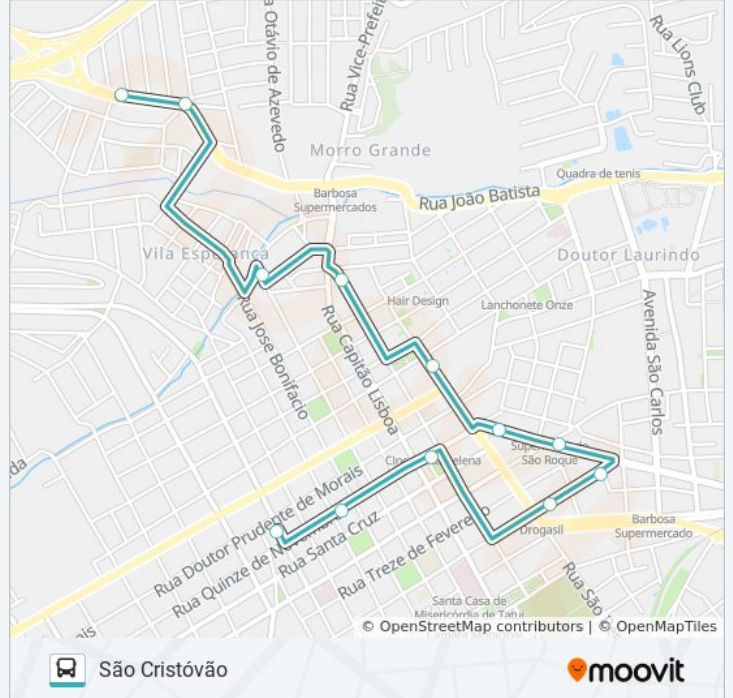 Rua Otávio de Azevedo
Rua Vice-Prefei
Rua Lions Club
Morro Grande
Barbosa
Supermercados
Quadra de tenis
Rua João Batista
Vila Esperança
Doutor Laurindo
Hair Design
Lanchonete Onze
Rua Jose Bonifacio
Rua Capitão Lisboa
Avenida São Carlos
São Roque
Rua Doutor Prudente de Morais
Rua Quinze de Novembro
Rua Santa Cruz
Rua Treze de Fevereiro
Drogasil
Barbosa
Supermercado
Rua São
Santa Casa de
Misericórdia de Tatuí
© OpenStreetMap contributors | © OpenMapTiles
São Cristóvão
moovit